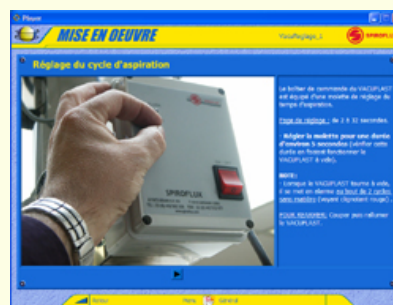 Player
MISE EN OEUVRE
VacuReglage_1
SPIROFLUX
Réglage du cycle d'aspiration
Le boîtier de commande du VACUPLAST
est équipé d'une molette de réglage du
temps d'aspiration.
Plage de réglage : de 2 à 32 secondes.
- Régler la molette pour une durée
d'environ 5 secondes (vérifier cette
durée en faisant fonctionner le
VACUPLAST à vide).
NOTE:
- Lorsque le VACUPLAST tourne à vide,
il se met en alarme au bout de 2 cycles
sans matière (voyant clignotant rouge).
POUR REARMER: Couper puis rallumer
le VACUPLAST.
SPIROFLUX
Retour
Menu
Général